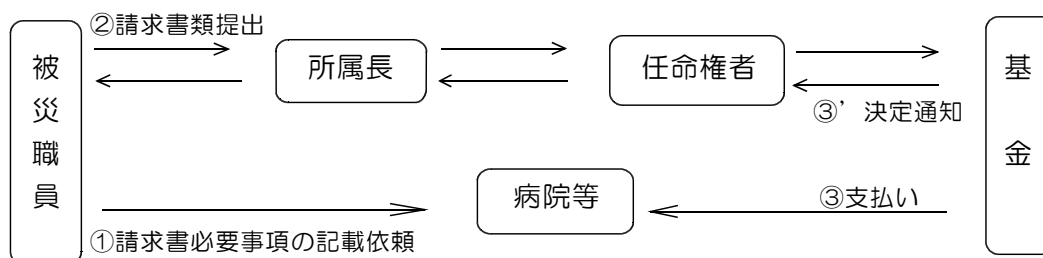 ②請求書類提出
被災職員
所属長
任命権者
基金
③’決定通知
病院等
③支払い
①請求書必要事項の記載依頼